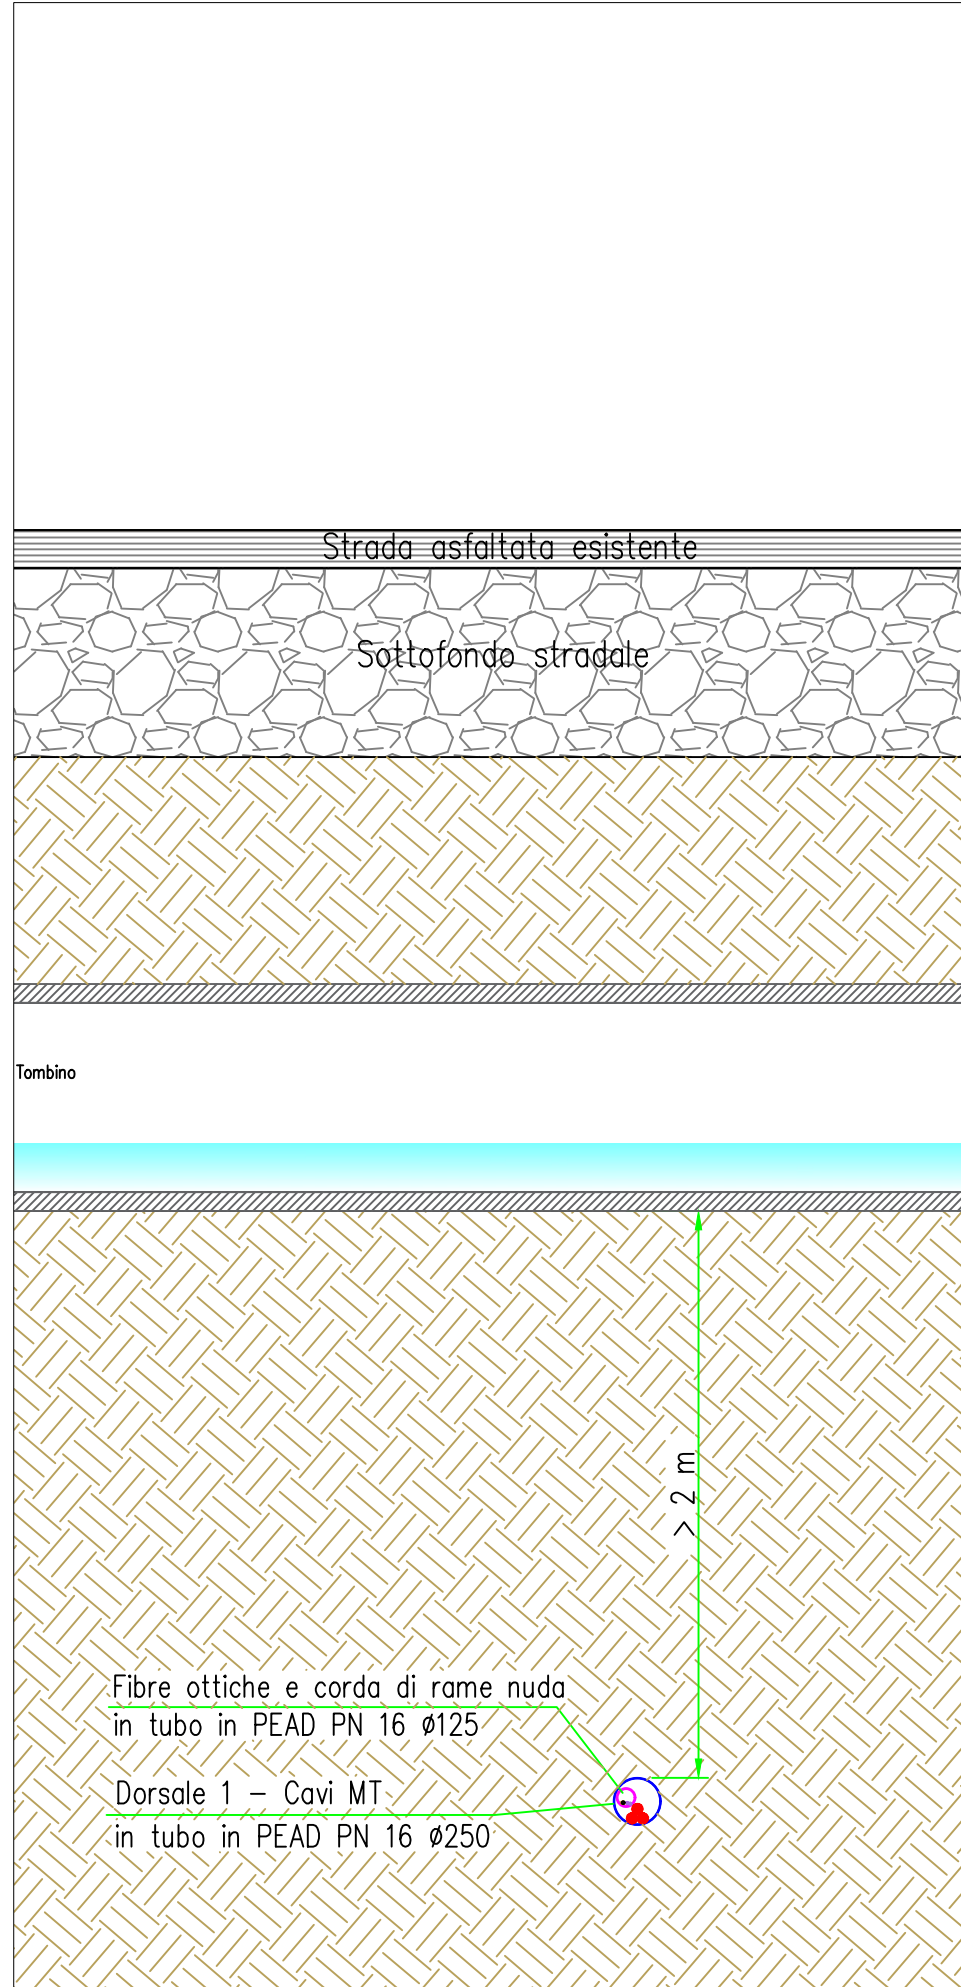 Strada asfaltata esistente
Sottofondo stradale
Tombino
> 2 m
Fibre ottiche e corda di rame nuda
in tubo in PEAD PN 16 ø125
Dorsale 1 – Cavi MT
in tubo in PEAD PN 16 ø250